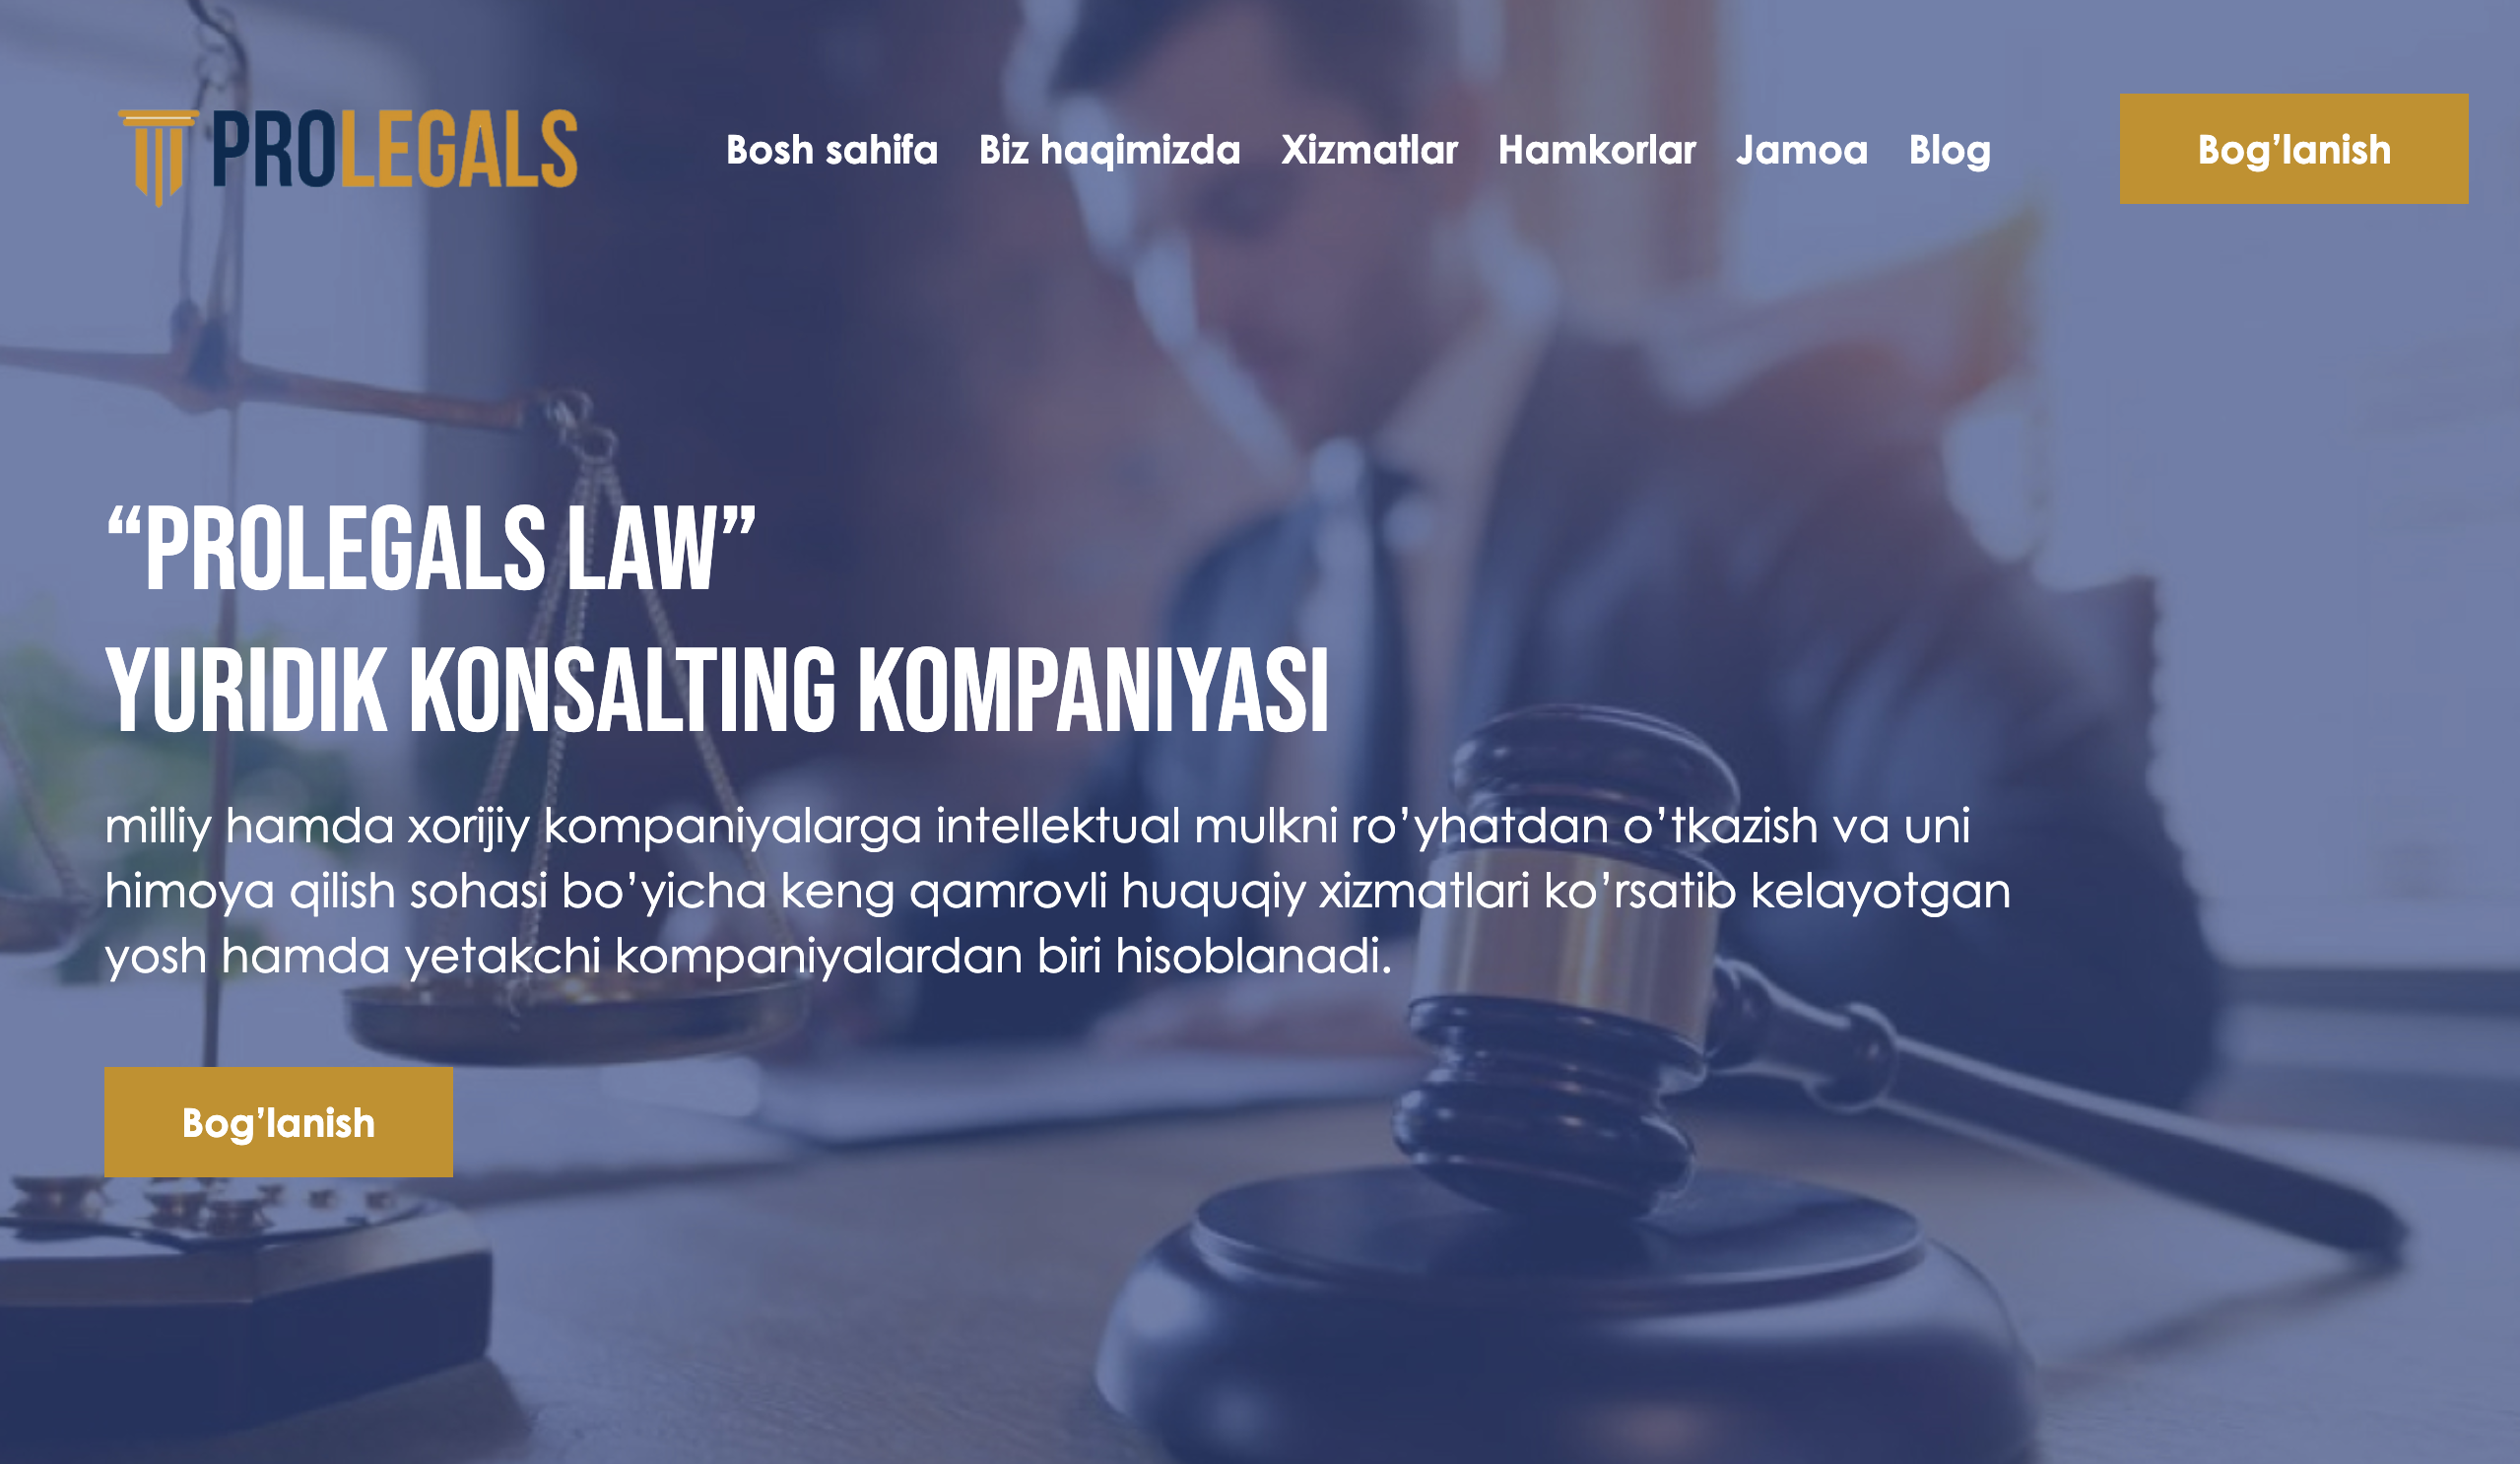 PROLEGALS
Bosh sahifa Biz haqimizda Xizmatlar Hamkorlar Jamoa Blog Bog’lanish
“PROLEGALS LAW”
YURIDIK KONSALTING KOMPANIYASI
milliy hamda xorijiy kompaniyalarga intellektual mulkni ro’yhatdan o’tkazish va uni
himoya qilish sohasi bo’yicha keng qamrovli huquqiy xizmatlari ko’rsatib kelayotgan
yosh hamda yetakchi kompaniyalardan biri hisoblanadi.
Bog’lanish